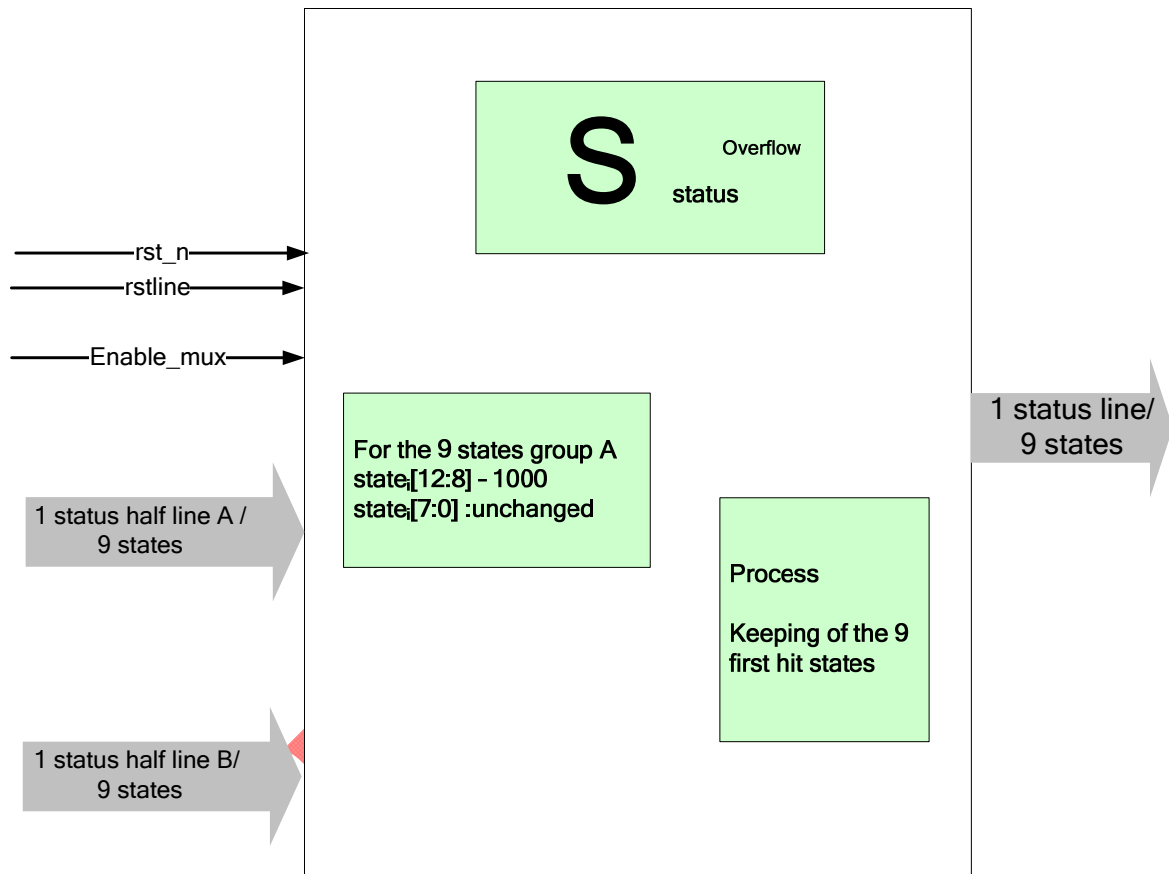 S
Overflow
status
rst_n
rstline
Enable_mux
For the 9 states group A
stateᵢ[12:8] – 1000
stateᵢ[7:0] :unchanged
1 status half line A /
9 states
1 status line/
9 states
Process
Keeping of the 9
first hit states
1 status half line B/
9 states